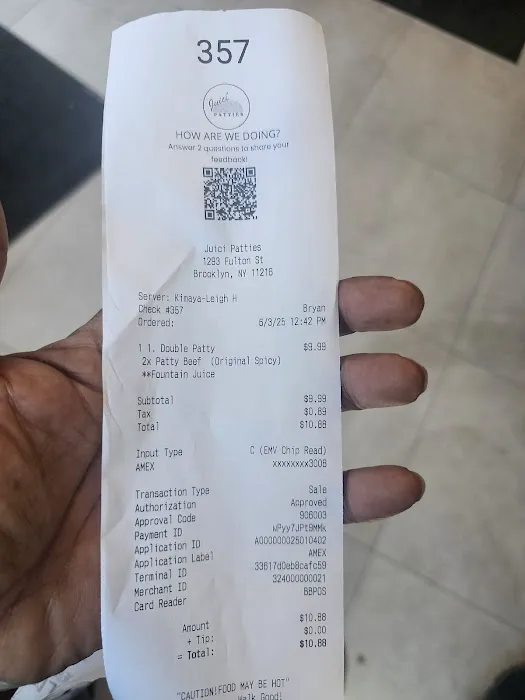 357
Juici
PATTIES
HOW ARE WE DOING?
Answer 2 questions to share your
feedback!
Juici Patties
1293 Fulton St
Brooklyn, NY 11216
Server: Kimaya-Leigh H
Check #357 Bryan
Ordered: 6/3/25 12:42 PM
1 1. Double Patty $9.99
2x Patty Beef (Original Spicy)
**Fountain Juice
Subtotal $9.99
Tax $0.89
Total $10.88
Input Type C (EMV Chip Read)
AMEX xxxxxxxx3008
Transaction Type Sale
Authorization Approved
Approval Code 906003
Payment ID wPyy7JPt9MMk
Application ID A000000025010402
Application Label AMEX
Terminal ID 33617d0eb8cafc59
Merchant ID 324000000021
Card Reader BBPOS
Amount $10.88
+ Tip: $0.00
= Total: $10.88
"CAUTION!FOOD MAY BE HOT"
Walk Good!